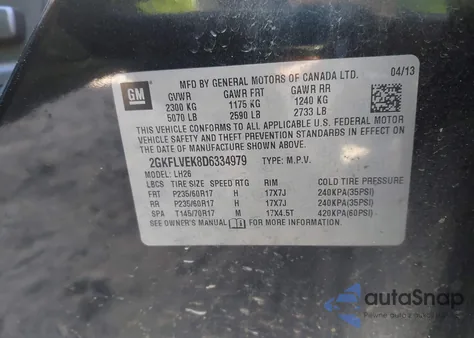 GM
MFD BY GENERAL MOTORS OF CANADA LTD. 04/13
GVWR GAWR FRT GAWR RR
2300 KG 1175 KG 1240 KG
5070 LB 2590 LB 2733 LB
THIS VEHICLE CONFORMS TO ALL APPLICABLE U.S. FEDERAL MOTOR
VEHICLE SAFETY AND THEFT PREVENTION STANDARDS IN EFFECT ON
THE DATE OF MANUFACTURE SHOWN ABOVE.
2GKFLVEK8D6334979 TYPE: M.P.V.
MODEL: LH26
LBCS TIRE SIZE SPEED RTG RIM COLD TIRE PRESSURE
FRT P235/60R17 H 17X7J 240KPA(35PSI)
RR P235/60R17 H 17X7J 240KPA(35PSI)
SPA T145/70R17 M 17X4.5T 420KPA(60PSI)
SEE OWNER'S MANUAL FOR MORE INFORMATION.
autoSnap
Pewne auto z USA